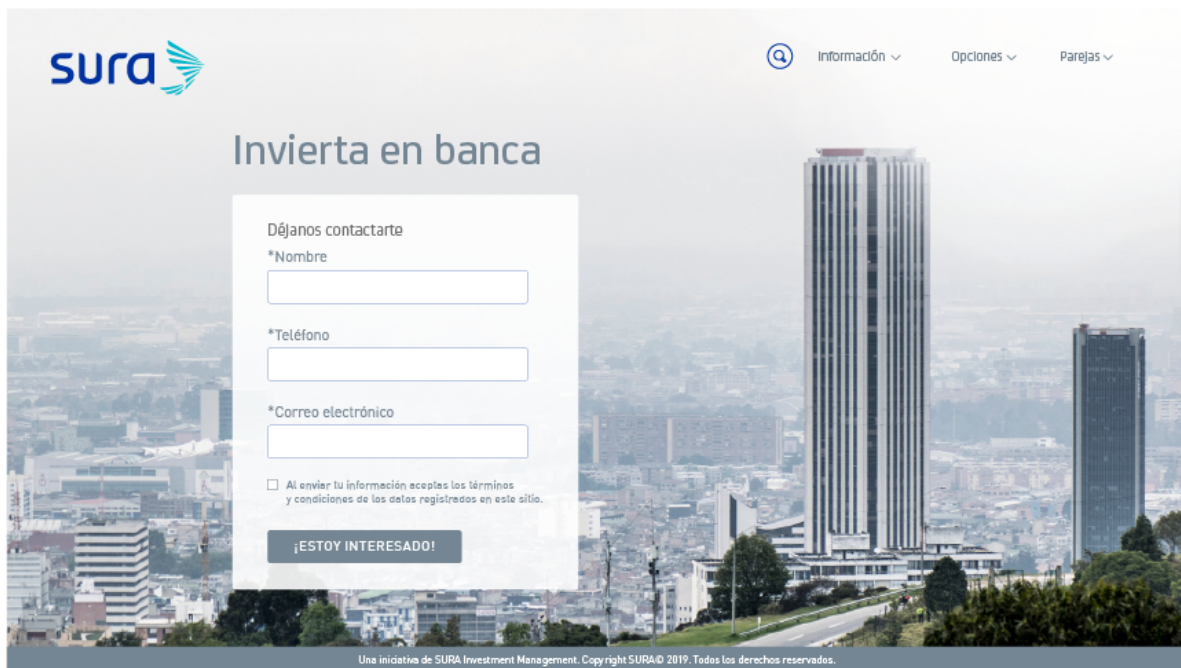 sura
Información
Opciones
Parejas
Invierta en banca
Déjanos contactarte
*Nombre
*Teléfono
*Correo electrónico
Al enviar tu información aceptas los términos
y condiciones de los datos registrados en este sitio.
¡ESTOY INTERESADO!
Una iniciativa de SURA Investment Management. Copyright SURA© 2019. Todos los derechos reservados.